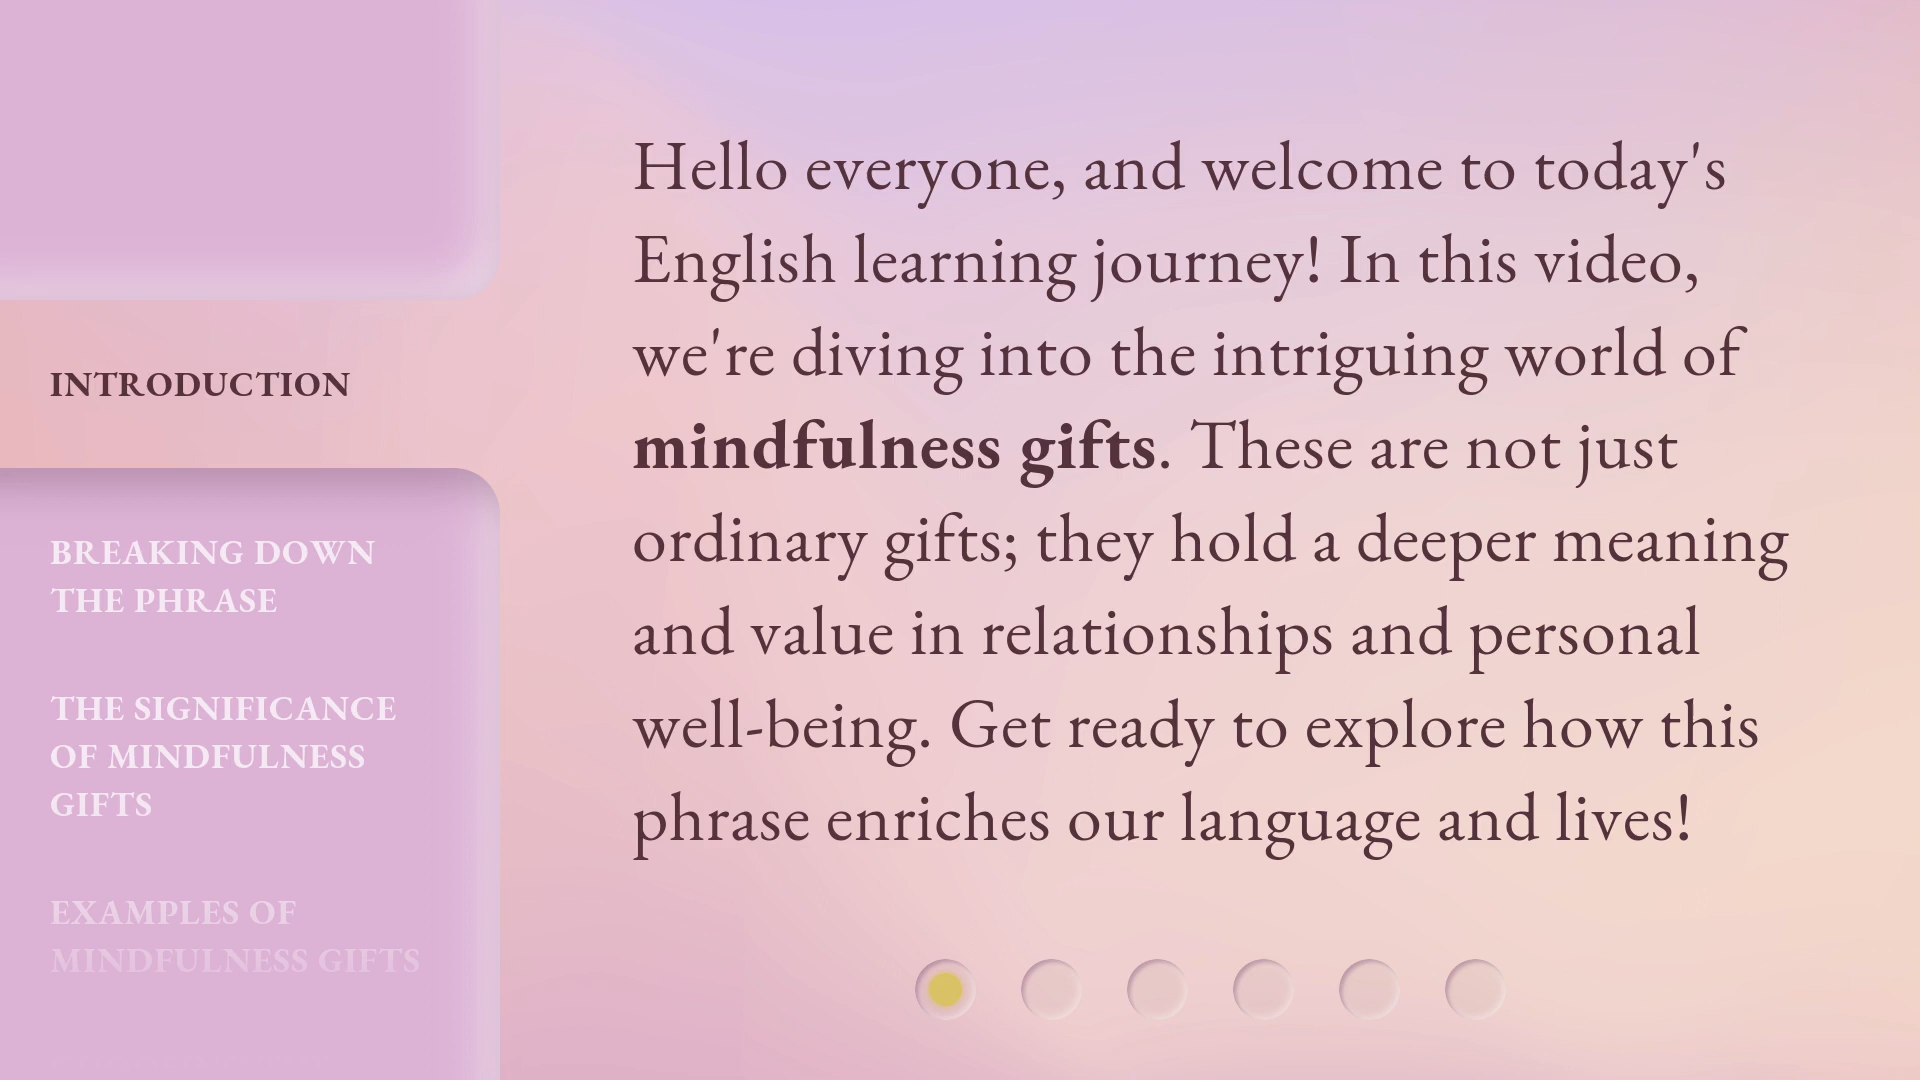 INTRODUCTION
BREAKING DOWN
THE PHRASE
THE SIGNIFICANCE
OF MINDFULNESS
GIFTS
EXAMPLES OF
MINDFULNESS GIFTS
Hello everyone, and welcome to today's
English learning journey! In this video,
we're diving into the intriguing world of
mindfulness gifts. These are not just
ordinary gifts; they hold a deeper meaning
and value in relationships and personal
well-being. Get ready to explore how this
phrase enriches our language and lives!